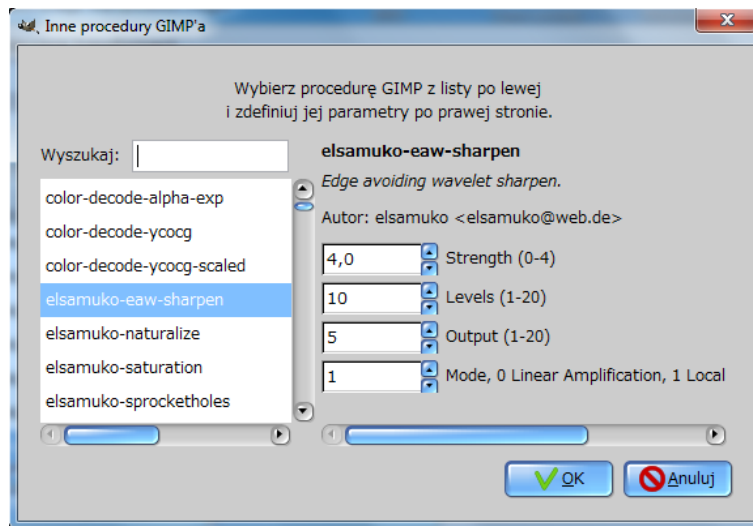 Inne procedury GIMP'a
Wybierz procedurę GIMP z listy po lewej
i zdefiniuj jej parametry po prawej stronie.
Wyszukaj:
color-decode-alpha-exp
color-decode-ycocg
color-decode-ycocg-scaled
elsamuko-eaw-sharpen
elsamuko-naturalize
elsamuko-saturation
elsamuko-sprocketholes
elsamuko-eaw-sharpen
Edge avoiding wavelet sharpen.
Autor: elsamuko <elsamuko@web.de>
4,0 Strength (0-4)
10 Levels (1-20)
5 Output (1-20)
1 Mode, 0 Linear Amplification, 1 Local
OK
Anuluj